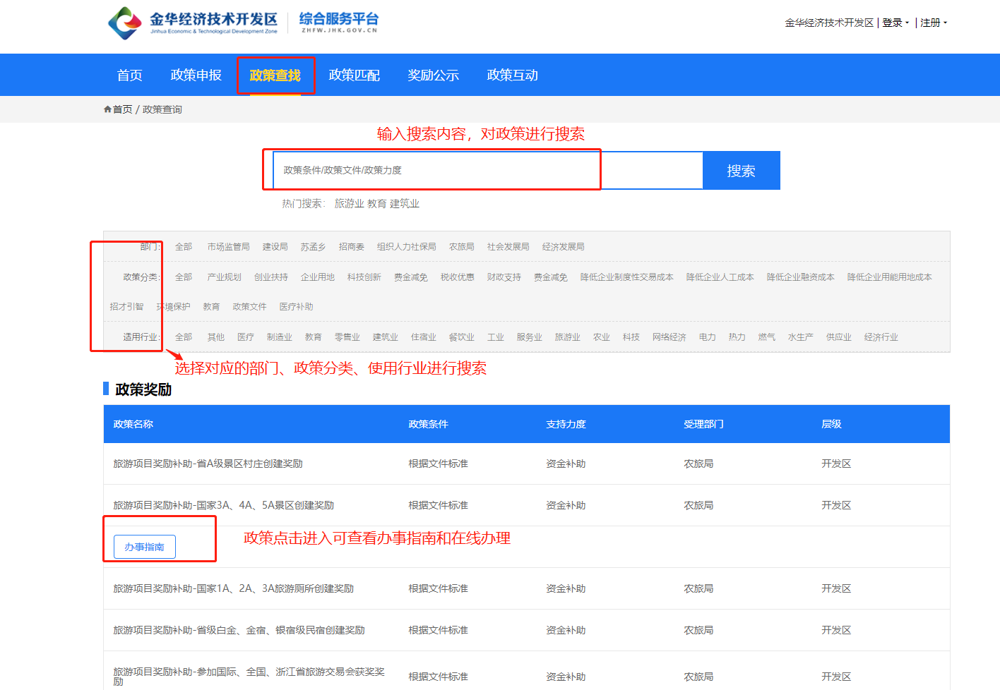 金华经济技术开发区
Jinhua Economic & Technological Development Zone
综合服务平台
ZHFW.JHK.GOV.CN
金华经济技术开发区 | 登录 | 注册
首页 政策申报 政策查找 政策匹配 奖励公示 政策互动
首页 / 政策查询
输入搜索内容，对政策进行搜索
政策条件/政策文件/政策力度
搜索
热门搜索： 旅游业 教育 建筑业
部门： 全部 市场监管局 建设局 苏孟乡 招商委 组织人力社保局 农旅局 社会发展局 经济发展局
政策分类： 全部 产业规划 创业扶持 企业用地 科技创新 费金减免 税收优惠 财政支持 费金减免 降低企业制度性交易成本 降低企业人工成本 降低企业融资成本 降低企业用能用地成本
招才引智 环境保护 教育 政策文件 医疗补助
适用行业： 全部 其他 医疗 制造业 教育 零售业 建筑业 住宿业 餐饮业 工业 服务业 旅游业 农业 科技 网络经济 电力 热力 燃气 水生产 供应业 经济行业
选择对应的部门、政策分类、使用行业进行搜索
政策奖励
政策名称 政策条件 支持力度 受理部门 层级
旅游项目奖励补助-省A级景区村庄创建奖励 根据文件标准 资金补助 农旅局 开发区
旅游项目奖励补助-国家3A、4A、5A景区创建奖励 根据文件标准 资金补助 农旅局 开发区
办事指南
政策点击进入可查看办事指南和在线办理
旅游项目奖励补助-国家1A、2A、3A旅游厕所创建奖励 根据文件标准 资金补助 农旅局 开发区
旅游项目奖励补助-省级白金、金宿、银宿级民宿创建奖励 根据文件标准 资金补助 农旅局 开发区
旅游项目奖励补助-参加国际、全国、浙江省旅游交易会获奖奖
励 根据文件标准 资金补助 农旅局 开发区